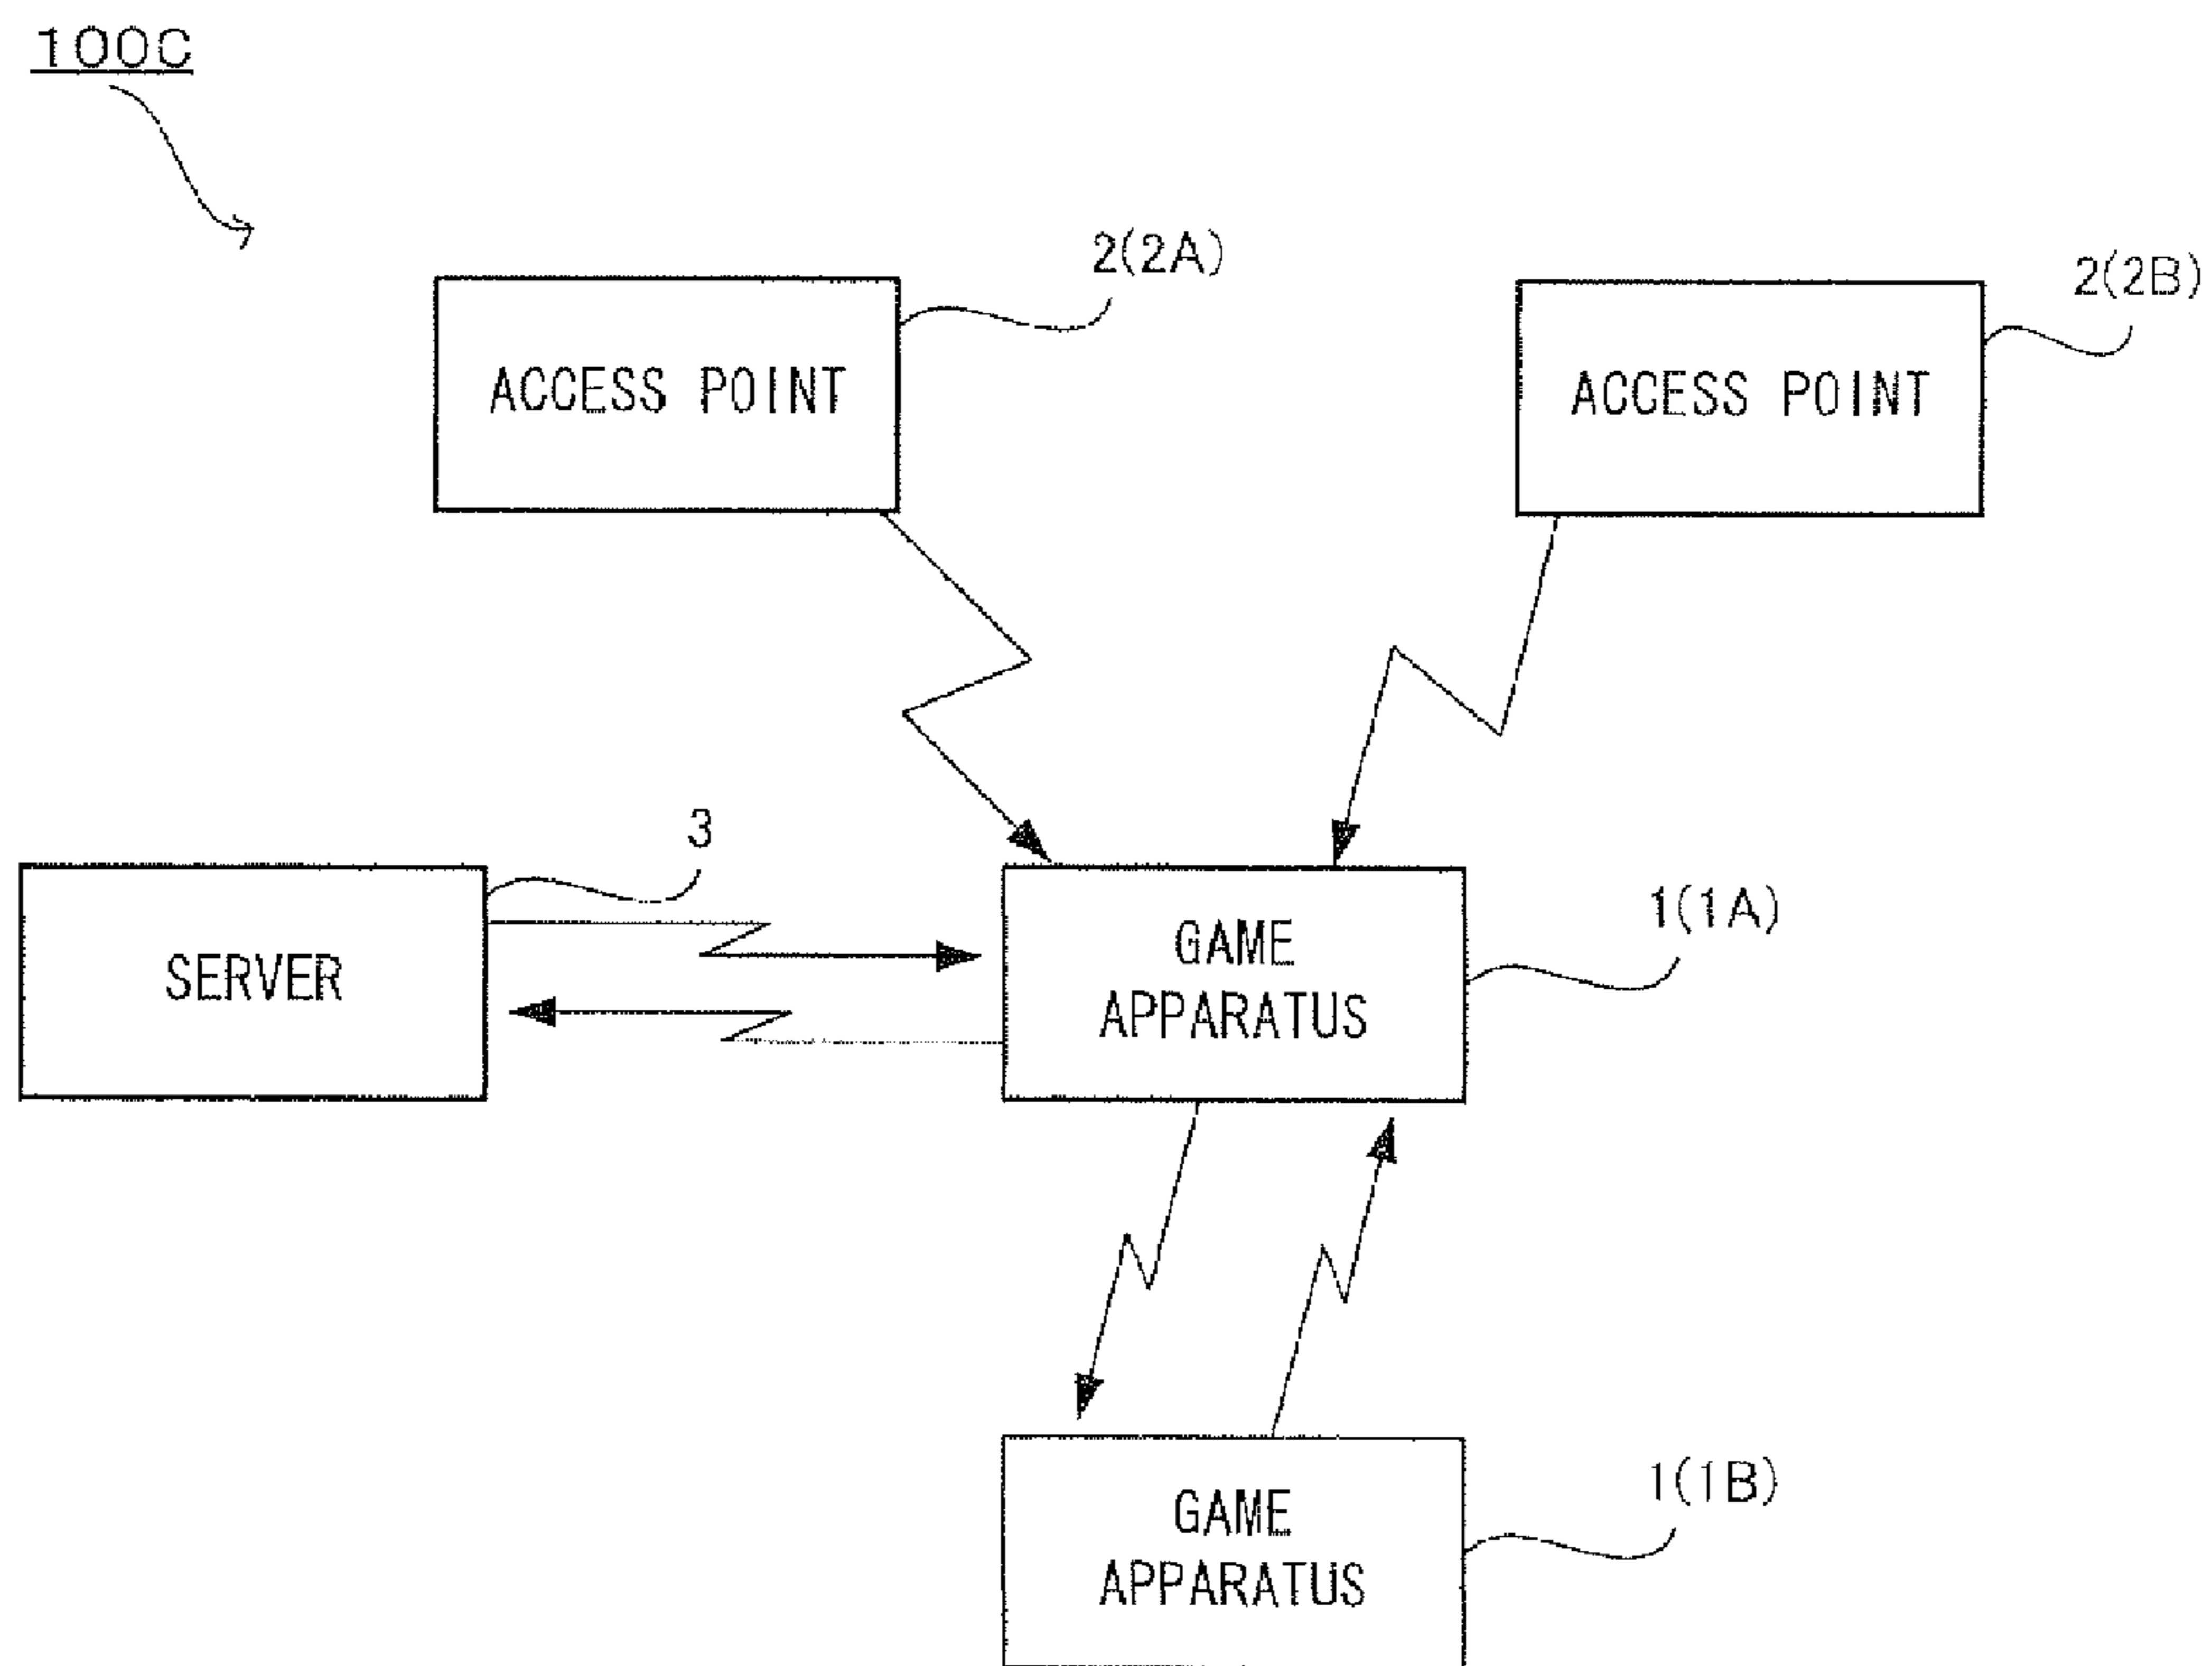 100C
2(2A)
2(2B)
ACCESS POINT
ACCESS POINT
3
1(1A)
SERVER
GAME
APPARATUS
1(1B)
GAME
APPARATUS